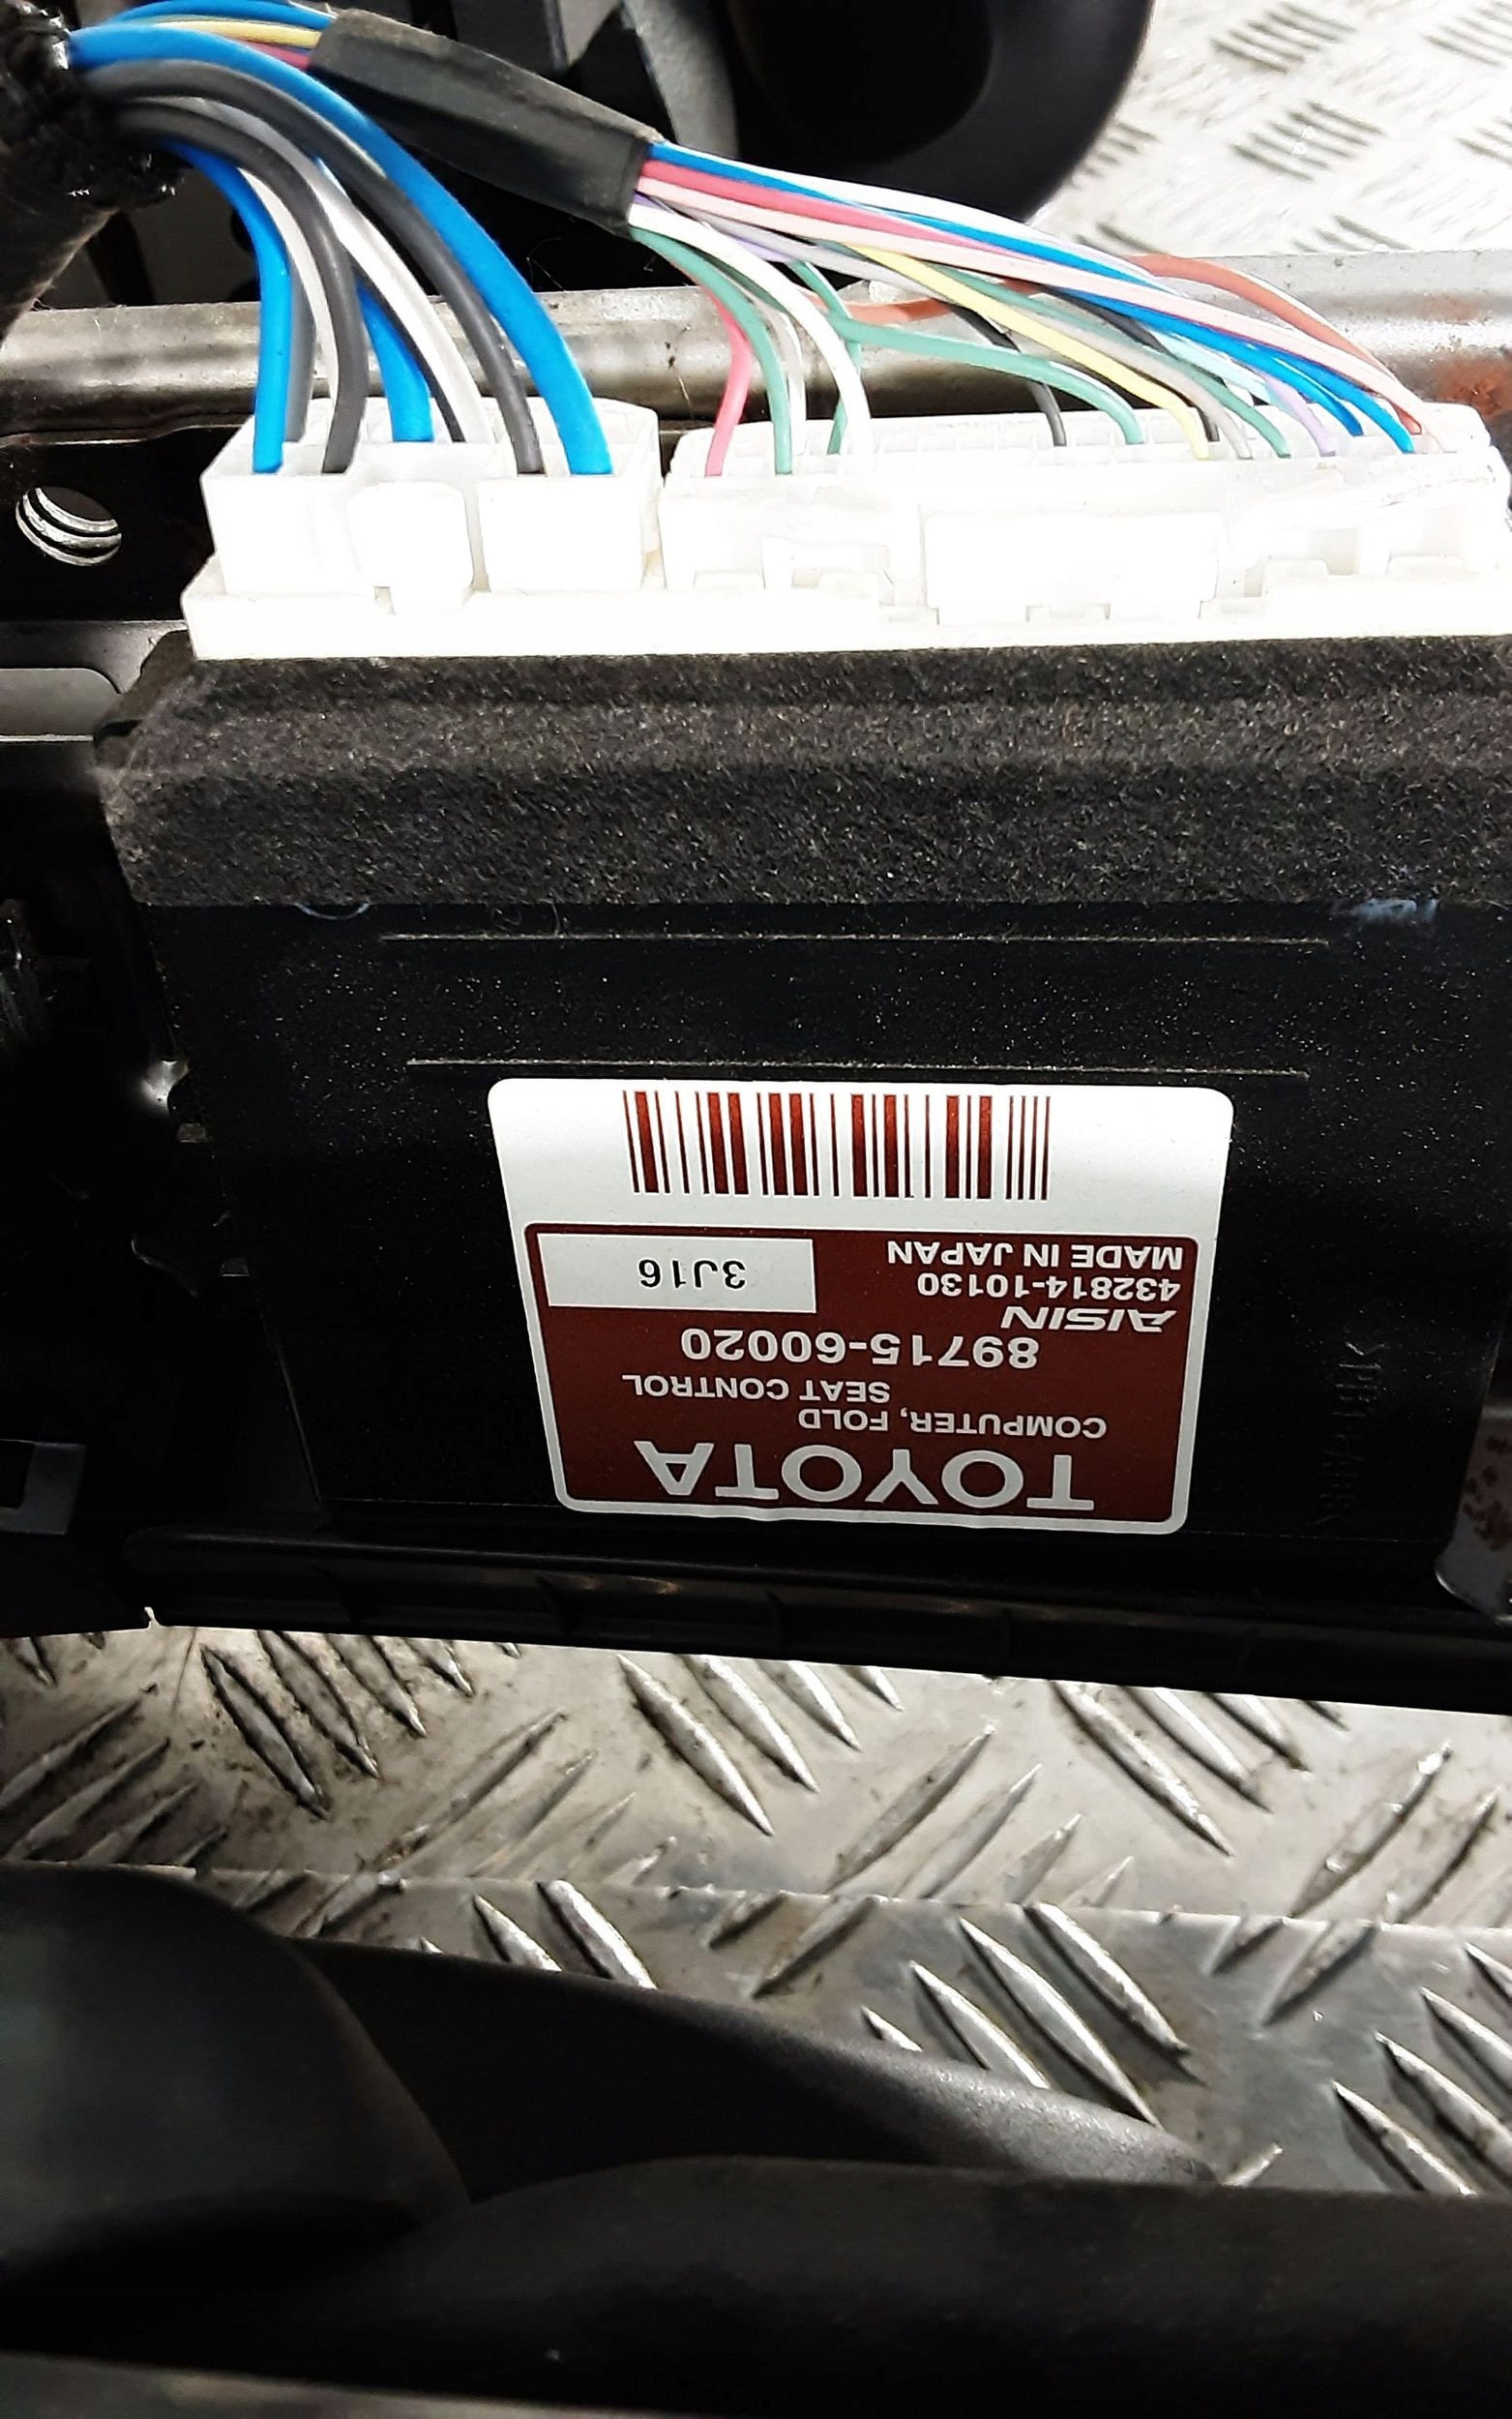 TOYOTA
COMPUTER, FOLD
SEAT CONTROL
89715-60020
AISIN
432814-10130
MADE IN JAPAN
3J16